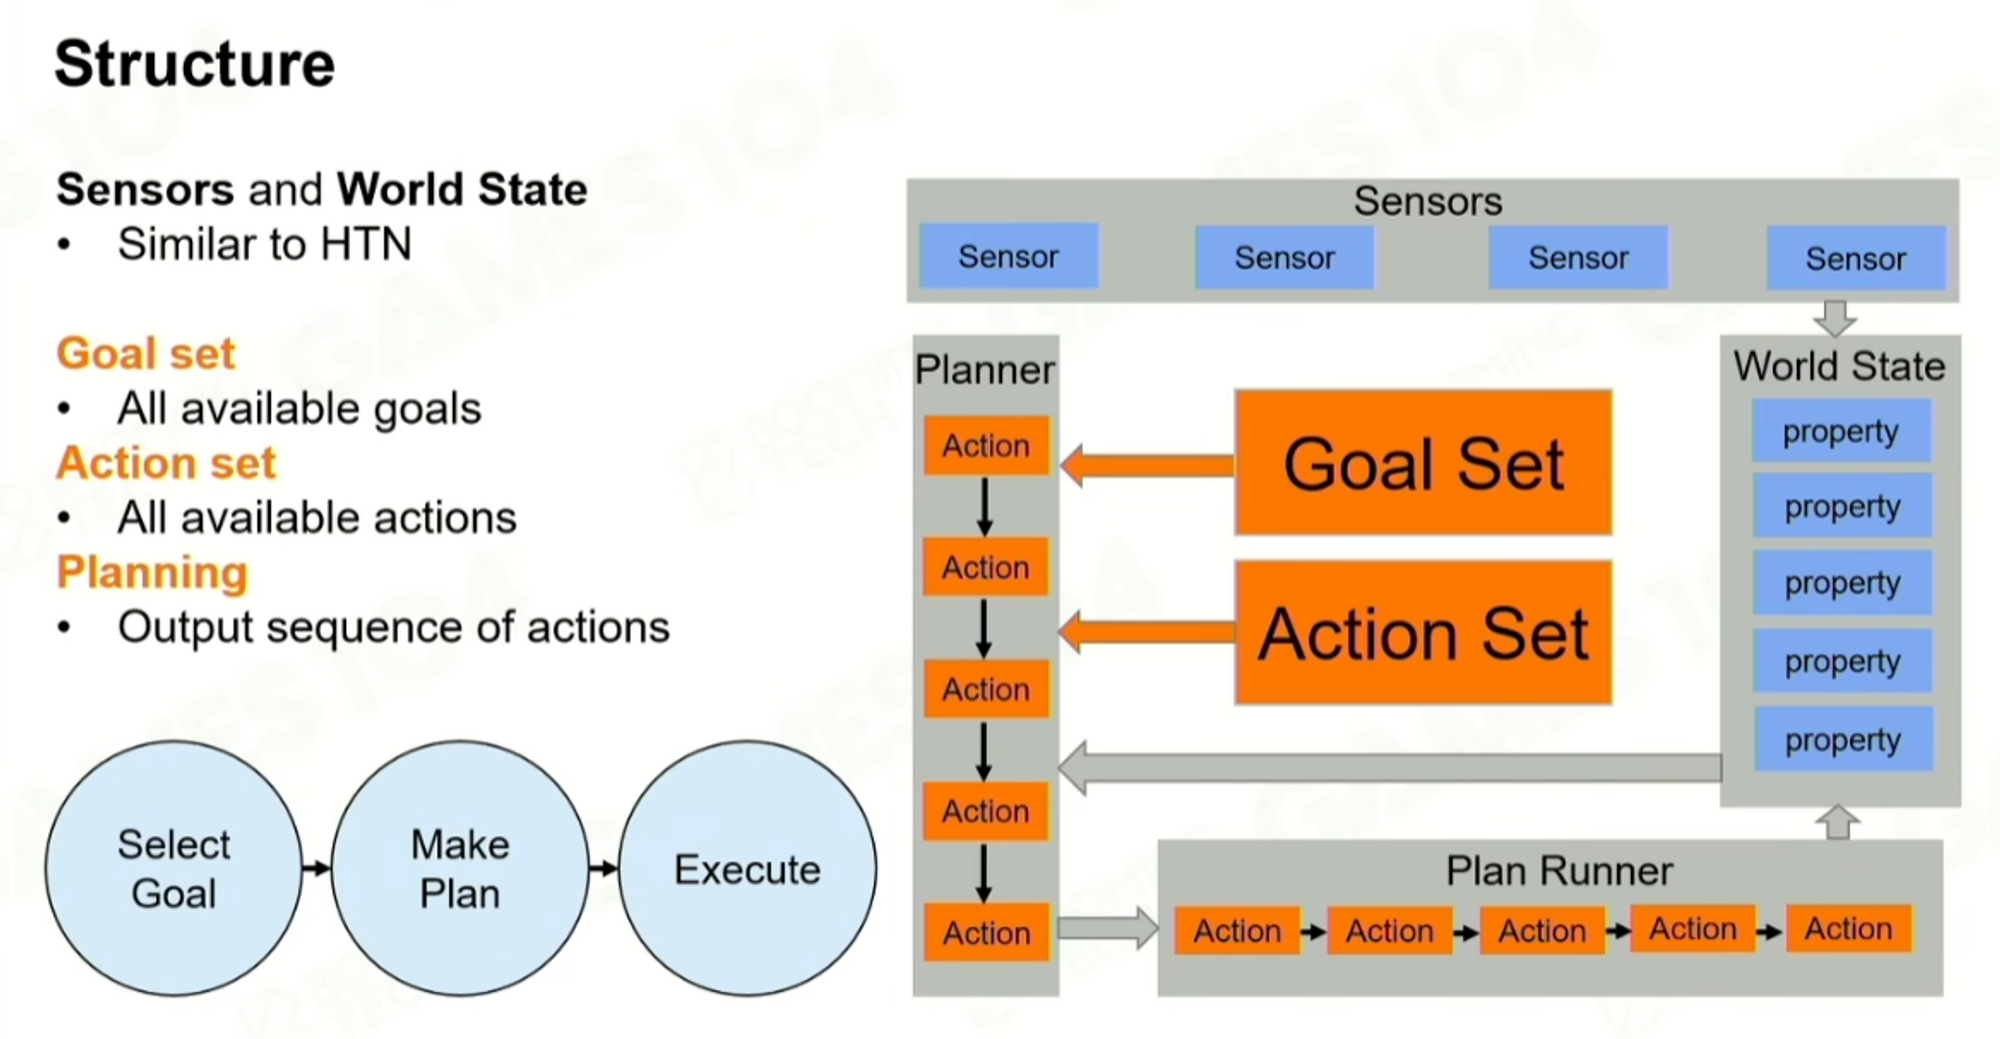 Structure
Sensors and World State
• Similar to HTN
Goal set
• All available goals
Action set
• All available actions
Planning
• Output sequence of actions
Select
Goal
Make
Plan
Execute
Sensors
Sensor
Sensor
Sensor
Sensor
Planner
Action
Action
Action
Action
Action
Goal Set
Action Set
World State
property
property
property
property
property
Plan Runner
Action
Action
Action
Action
Action
GAMES104